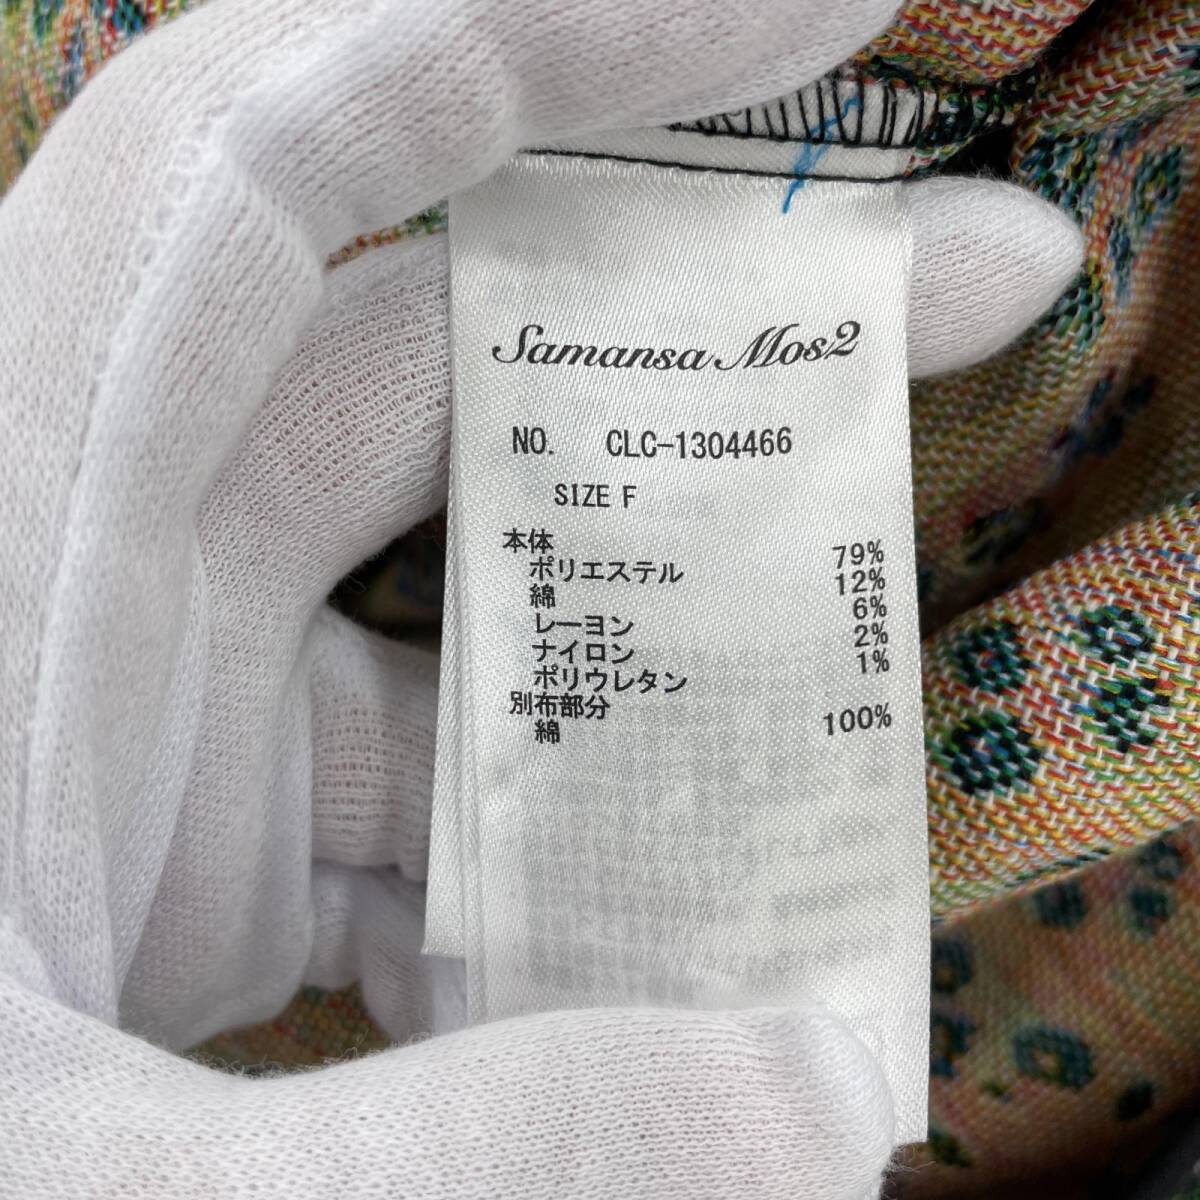 Samansa Mos2
NO. CLC-1304466
SIZE F
本体
ポリエステル 79%
綿 12%
レーヨン 6%
ナイロン 2%
ポリウレタン 1%
別布部分
綿 100%